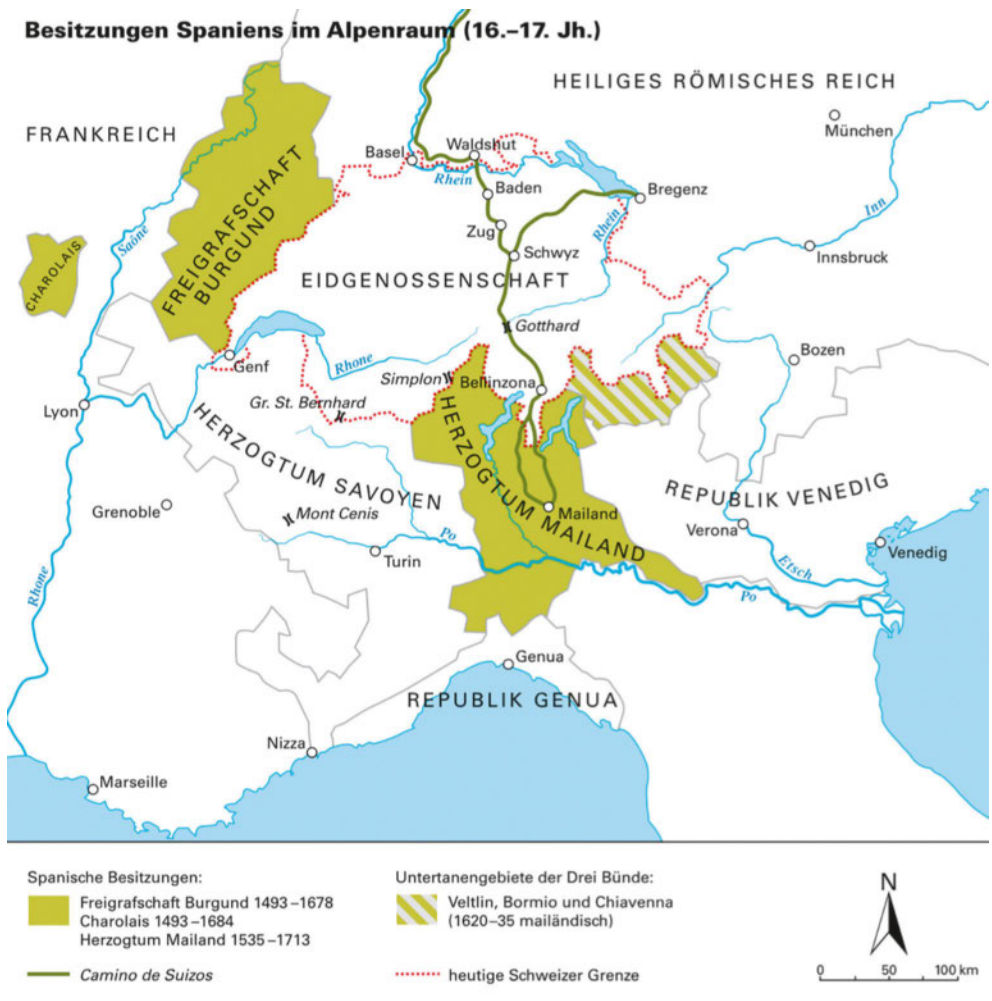 Besitzungen Spaniens im Alpenraum (16.–17. Jh.)
HEILIGES RÖMISCHES REICH
FRANKREICH
München
Basel
Waldshut
Rhein
Baden
Bregenz
Inn
Zug
Rhein
Saône
FREIGRAFSCHAFT
BURGUND
CHAROLAIS
Schwyz
Innsbruck
EIDGENOSSENSCHAFT
Gotthard
Genf
Rhone
Bozen
Simplon
Bellinzona
Gr. St. Bernhard
Lyon
HERZOGTUM SAVOYEN
HERZOGTUM MAILAND
REPUBLIK VENEDIG
Grenoble
Mont Cenis
Mailand
Verona
Venedig
Po
Turin
Etsch
Rhone
Po
Genua
REPUBLIK GENUA
Nizza
Marseille
Spanische Besitzungen:
Freigrafschaft Burgund 1493–1678
Charolais 1493–1684
Herzogtum Mailand 1535–1713
Camino de Suizos
Untertanengebiete der Drei Bünde:
Veltlin, Bormio und Chiavenna
(1620–35 mailändisch)
heutige Schweizer Grenze
N
0 50 100 km